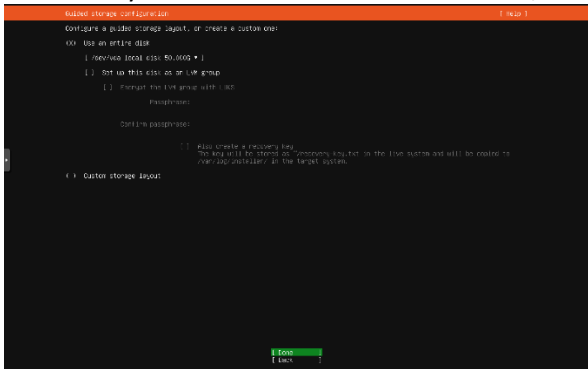 Guided storage configuration [ Help ]
Configure a guided storage layout, or create a custom one:
(X) Use an entire disk
[ /dev/vda local disk 50.000G ▾ ]
[ ] Set up this disk as an LVM group
[ ] Encrypt the LVM group with LUKS
Passphrase:
Confirm passphrase:
[ ] Also create a recovery key
The key will be stored as ~/recovery-key.txt in the live system and will be copied to
/var/log/installer/ in the target system.
( ) Custom storage layout
[ Done ]
[ Back ]